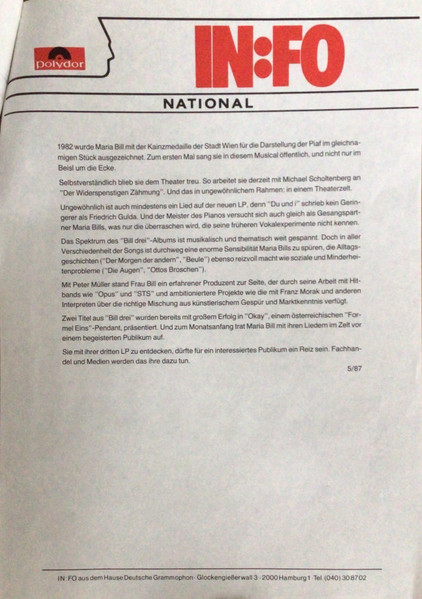 polydor
IN:FO
NATIONAL
1982 wurde Maria Bill mit der Kainzmedaille der Stadt Wien für die Darstellung der Piaf im gleichna-
migen Stück ausgezeichnet. Zum ersten Mal sang sie in diesem Musical öffentlich, und nicht nur im
Beisl um die Ecke.
Selbstverständlich blieb sie dem Theater treu. So arbeitet sie derzeit mit Michael Schottenberg an
"Der Widerspenstigen Zähmung". Und das in ungewöhnlichem Rahmen: in einem Theaterzelt.
Ungewöhnlich ist auch mindestens ein Lied auf der neuen LP, denn "Du und i" schrieb kein Gerin-
gerer als Friedrich Gulda. Und der Meister des Pianos versucht sich auch gleich als Gesangspart-
ner Maria Bills, was nur die überraschen wird, die seine früheren Vokalexperimente nicht kennen.
Das Spektrum des "Bill drei"-Albums ist musikalisch und thematisch weit gespannt. Doch in aller
Verschiedenheit der Songs ist durchweg eine enorme Sensibilität Maria Bills zu spüren, die Alltags-
geschichten ("Der Morgen der andern", "Beule") ebenso reizvoll macht wie soziale und Minderhei-
tenprobleme ("Die Augen", "Ottos Broschen").
Mit Peter Müller stand Frau Bill ein erfahrener Produzent zur Seite, der durch seine Arbeit mit Hit-
bands wie "Opus" und "STS" und ambitioniertere Projekte wie die mit Franz Morak und anderen
Interpreten über die richtige Mischung aus künstlerischem Gespür und Marktkenntnis verfügt.
Zwei Titel aus "Bill drei" wurden bereits mit großem Erfolg in "Okay", einem österreichischen "For-
mel Eins"-Pendant, präsentiert. Und zum Monatsanfang trat Maria Bill mit ihren Liedern im Zelt vor
einem begeisterten Publikum auf.
Sie mit ihrer dritten LP zu entdecken, dürfte für ein interessiertes Publikum ein Reiz sein. Fachhan-
del und Medien werden das ihre dazu tun.
5/87
IN:FO aus dem Hause Deutsche Grammophon · Glockengießerwall 3 · 2000 Hamburg 1 · Tel. (040) 30 87 02